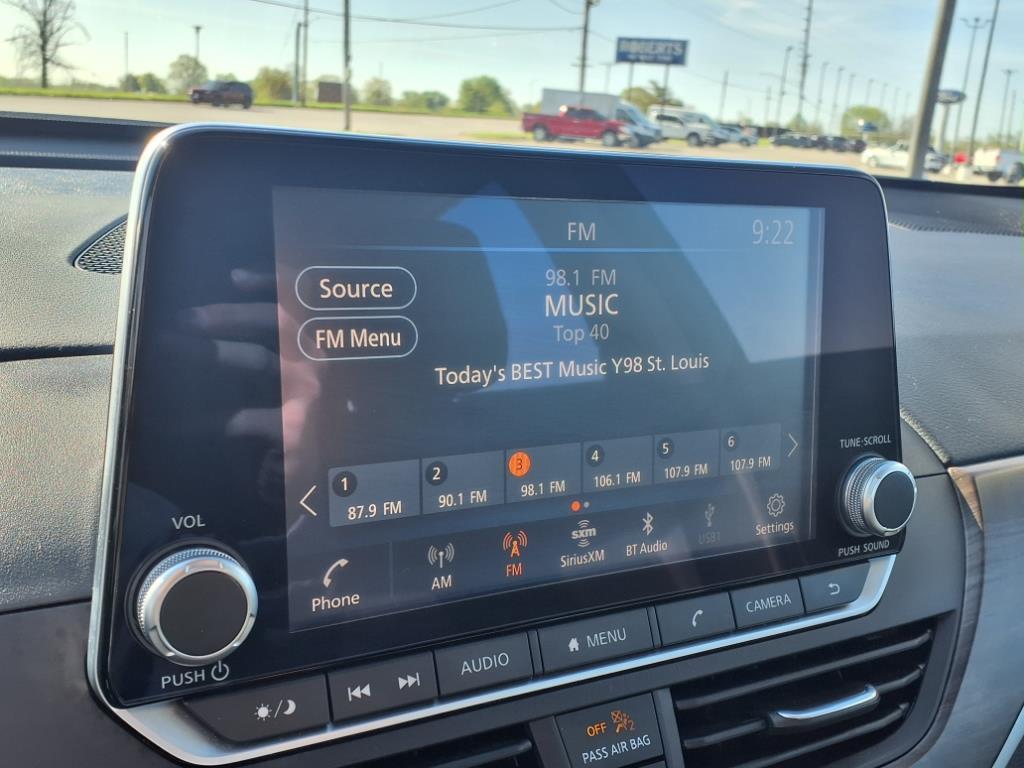 ROBERTS
FM 9:22
Source
98.1 FM
MUSIC
FM Menu
Top 40
Today's BEST Music Y98 St. Louis
1 2 3 4 5 6
87.9 FM 90.1 FM 98.1 FM 106.1 FM 107.9 FM 107.9 FM
TUNE·SCROLL
VOL
Phone AM FM sxm SiriusXM BT Audio USB1 Settings
PUSH SOUND
PUSH
AUDIO MENU CAMERA
OFF 2
PASS AIR BAG